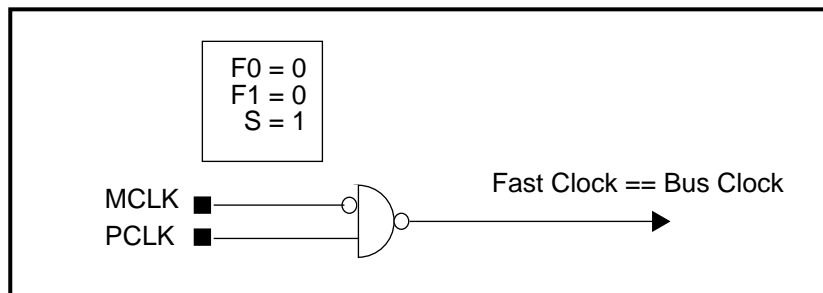 F0 = 0
F1 = 0
S = 1
Fast Clock == Bus Clock
MCLK
PCLK